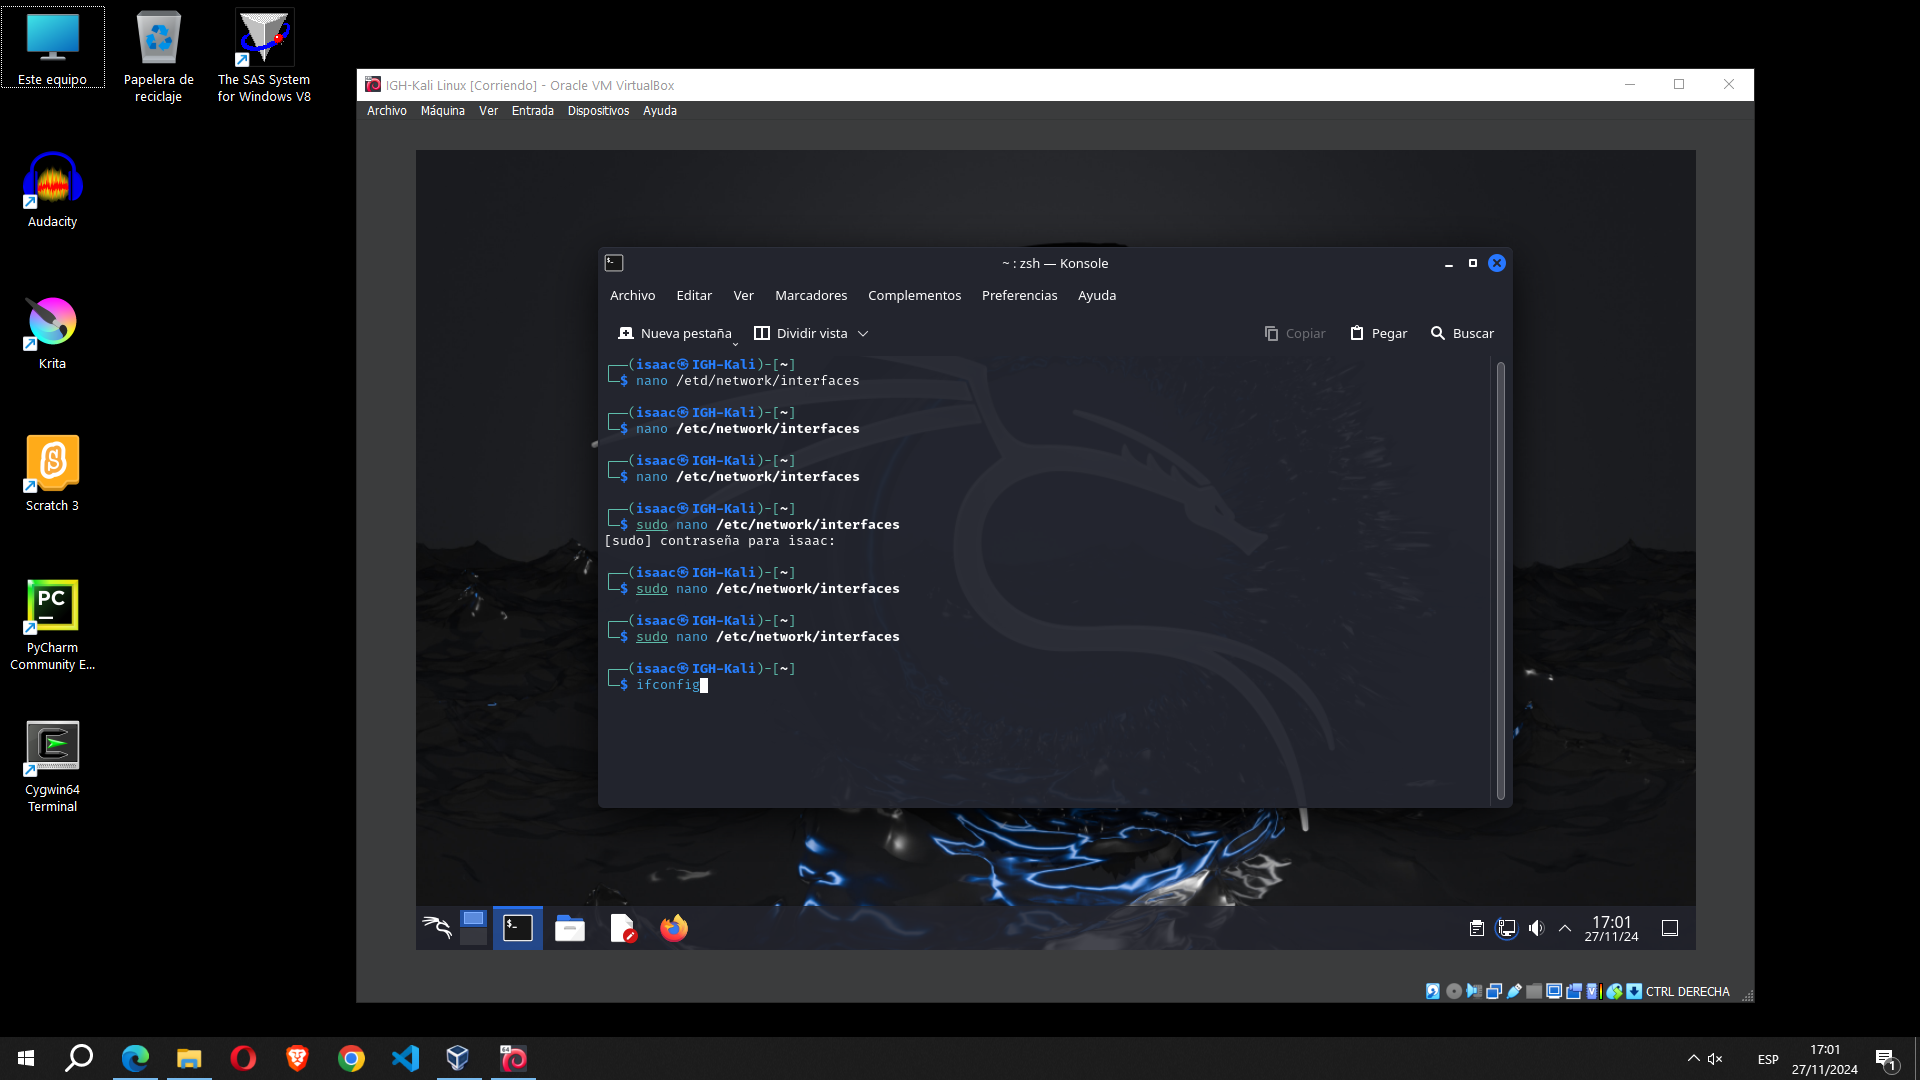 Este equipo
Papelera de
reciclaje
The SAS System
for Windows V8
Audacity
Krita
Scratch 3
PC
PyCharm
Community E...
Cygwin64
Terminal
IGH-Kali Linux [Corriendo] - Oracle VM VirtualBox
Archivo Máquina Ver Entrada Dispositivos Ayuda
~ : zsh — Konsole
Archivo Editar Ver Marcadores Complementos Preferencias Ayuda
Nueva pestaña Dividir vista Copiar Pegar Buscar
┌──(isaac㉿IGH-Kali)-[~]
└─$ nano /etd/network/interfaces
┌──(isaac㉿IGH-Kali)-[~]
└─$ nano /etc/network/interfaces
┌──(isaac㉿IGH-Kali)-[~]
└─$ nano /etc/network/interfaces
┌──(isaac㉿IGH-Kali)-[~]
└─$ sudo nano /etc/network/interfaces
[sudo] contraseña para isaac:
┌──(isaac㉿IGH-Kali)-[~]
└─$ sudo nano /etc/network/interfaces
┌──(isaac㉿IGH-Kali)-[~]
└─$ sudo nano /etc/network/interfaces
┌──(isaac㉿IGH-Kali)-[~]
└─$ ifconfig
17:01
27/11/24
CTRL DERECHA
ESP
17:01
27/11/2024
1